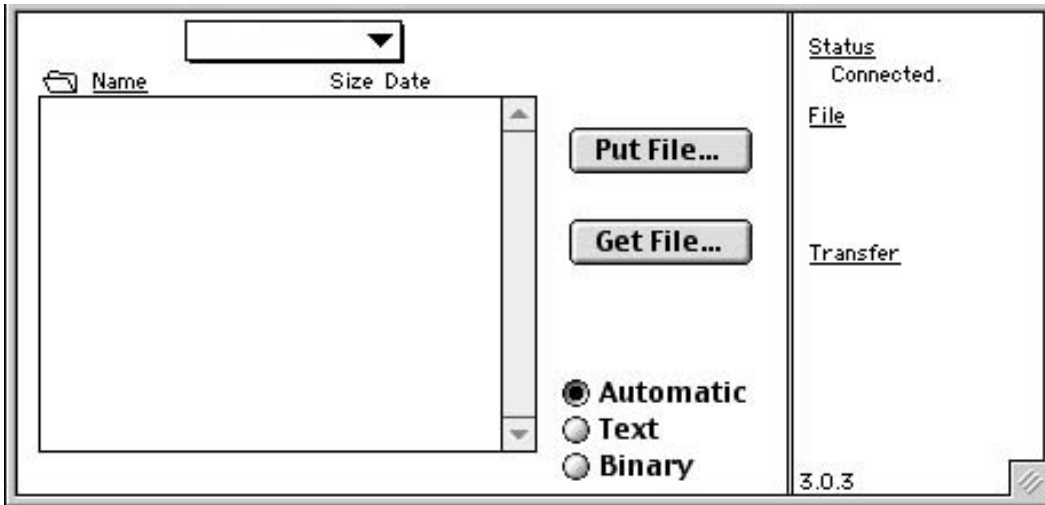 Name Size Date
Put File...
Get File...
Automatic
Text
Binary
Status
Connected.
File
Transfer
3.0.3